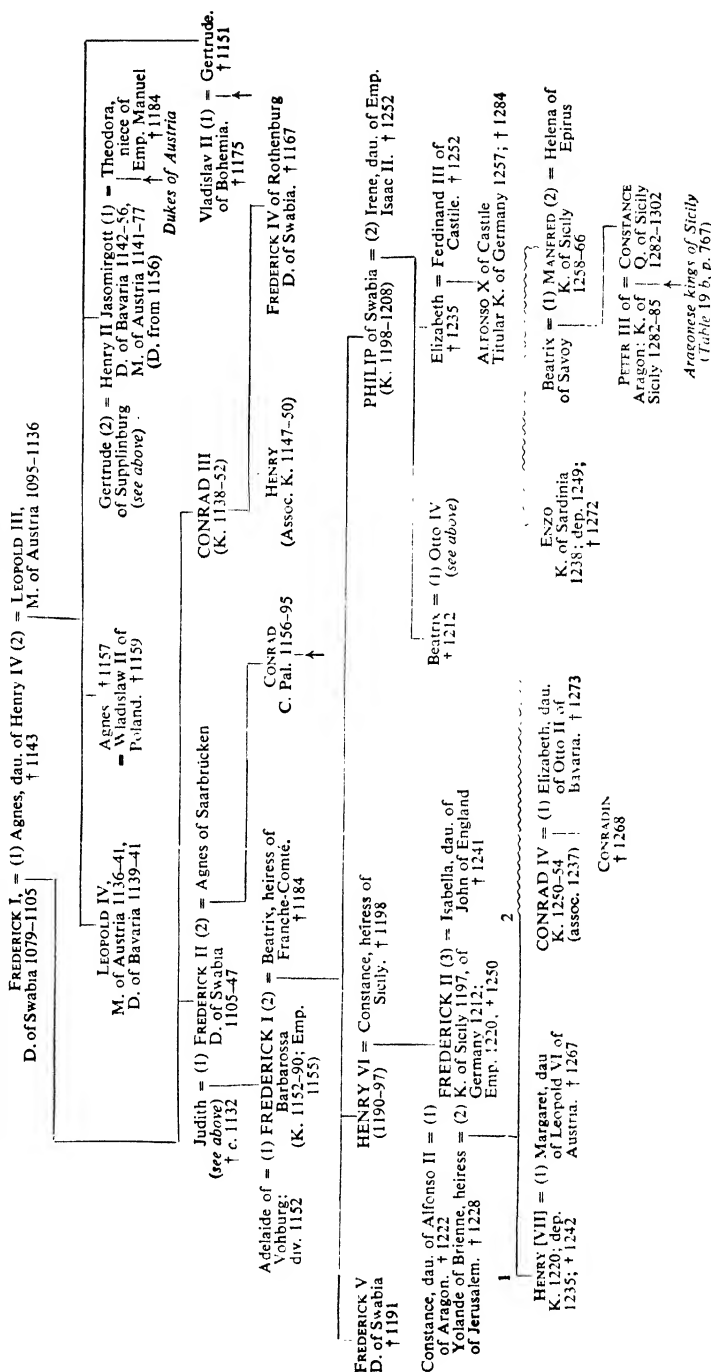 FREDERICK I, = (1) Agnes, dau. of Henry IV (2) = LEOPOLD III,
D. of Swabia 1079–1105
† 1143
M. of Austria 1095–1136
LEOPOLD IV,
M. of Austria 1136–41,
D. of Bavaria 1139–41
Agnes † 1157
= Wladislaw II of
Poland. † 1159
Gertrude (2) = Henry II Jasomirgott (1) = Theodora,
of Supplinburg
(see above)
D. of Bavaria 1142–56,
M. of Austria 1141–77
(D. from 1156)
niece of
Emp. Manuel
† 1184
Dukes of Austria
Vladislav II (1) = Gertrude.
of Bohemia.
† 1175
† 1151
Judith = (1) FREDERICK II (2) = Agnes of Saarbrücken
(see above)
† c. 1132
D. of Swabia
1105–47
CONRAD III
(K. 1138–52)
Adelaide of = (1) FREDERICK I (2) = Beatrix, heiress of
Vohburg;
div. 1152
Barbarossa
(K. 1152–90; Emp.
1155)
Franche-Comté.
† 1184
CONRAD
C. Pal. 1156–95
HENRY
(Assoc. K. 1147–50)
FREDERICK IV of Rothenburg
D. of Swabia. † 1167
FREDERICK V
D. of Swabia
† 1191
HENRY VI = Constance, heiress of
(1190–97)
Sicily. † 1198
PHILIP of Swabia = (2) Irene, dau. of Emp.
(K. 1198–1208)
Isaac II. † 1252
Constance, dau. of Alfonso II = (1)
of Aragon. † 1222
Yolande of Brienne, heiress = (2)
of Jerusalem. † 1228
FREDERICK II (3) = Isabella, dau. of
K. of Sicily 1197, of
Germany 1212;
Emp. 1220, † 1250
John of England
† 1241
Beatrix = (1) Otto IV
† 1212
(see above)
Elizabeth = Ferdinand III of
† 1235
Castile. † 1252
ALFONSO X of Castile
Titular K. of Germany 1257; † 1284
1
2
HENRY [VII] = (1) Margaret, dau
K. 1220; dep.
1235; † 1242
of Leopold VI of
Austria. † 1267
CONRAD IV = (1) Elizabeth, dau.
K. 1250–54
(assoc. 1237)
of Otto II of
Bavaria. † 1273
ENZO
K. of Sardinia
1238; dep. 1249;
† 1272
Beatrix = (1) MANFRED (2) = Helena of
of Savoy
K. of Sicily
1258–66
Epirus
CONRADIN
† 1268
PETER III of = CONSTANCE
Aragon: K. of
Sicily 1282–85
Q. of Sicily
1282–1302
Aragonese kings of Sicily
(Table 19 b, p. 767)